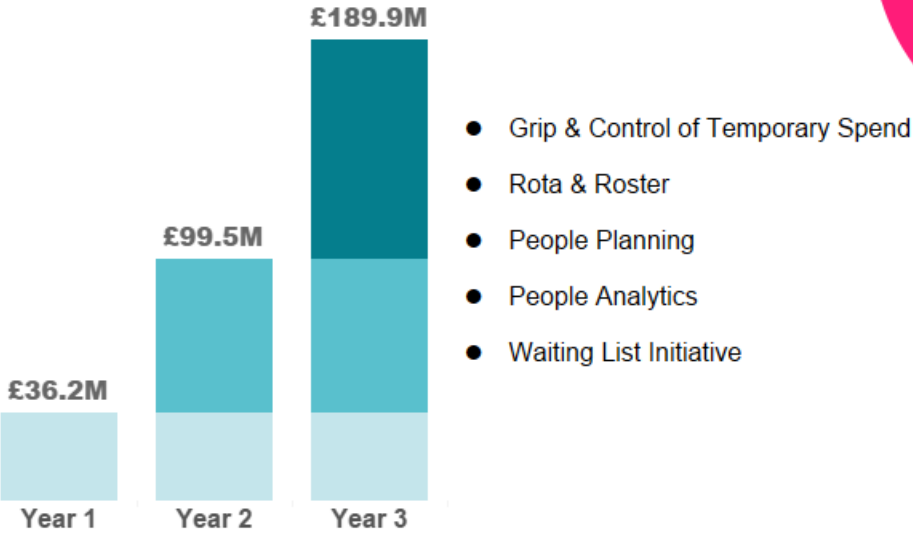 £189.9M
£99.5M
£36.2M
Year 1
Year 2
Year 3
● Grip & Control of Temporary Spend
● Rota & Roster
● People Planning
● People Analytics
● Waiting List Initiative